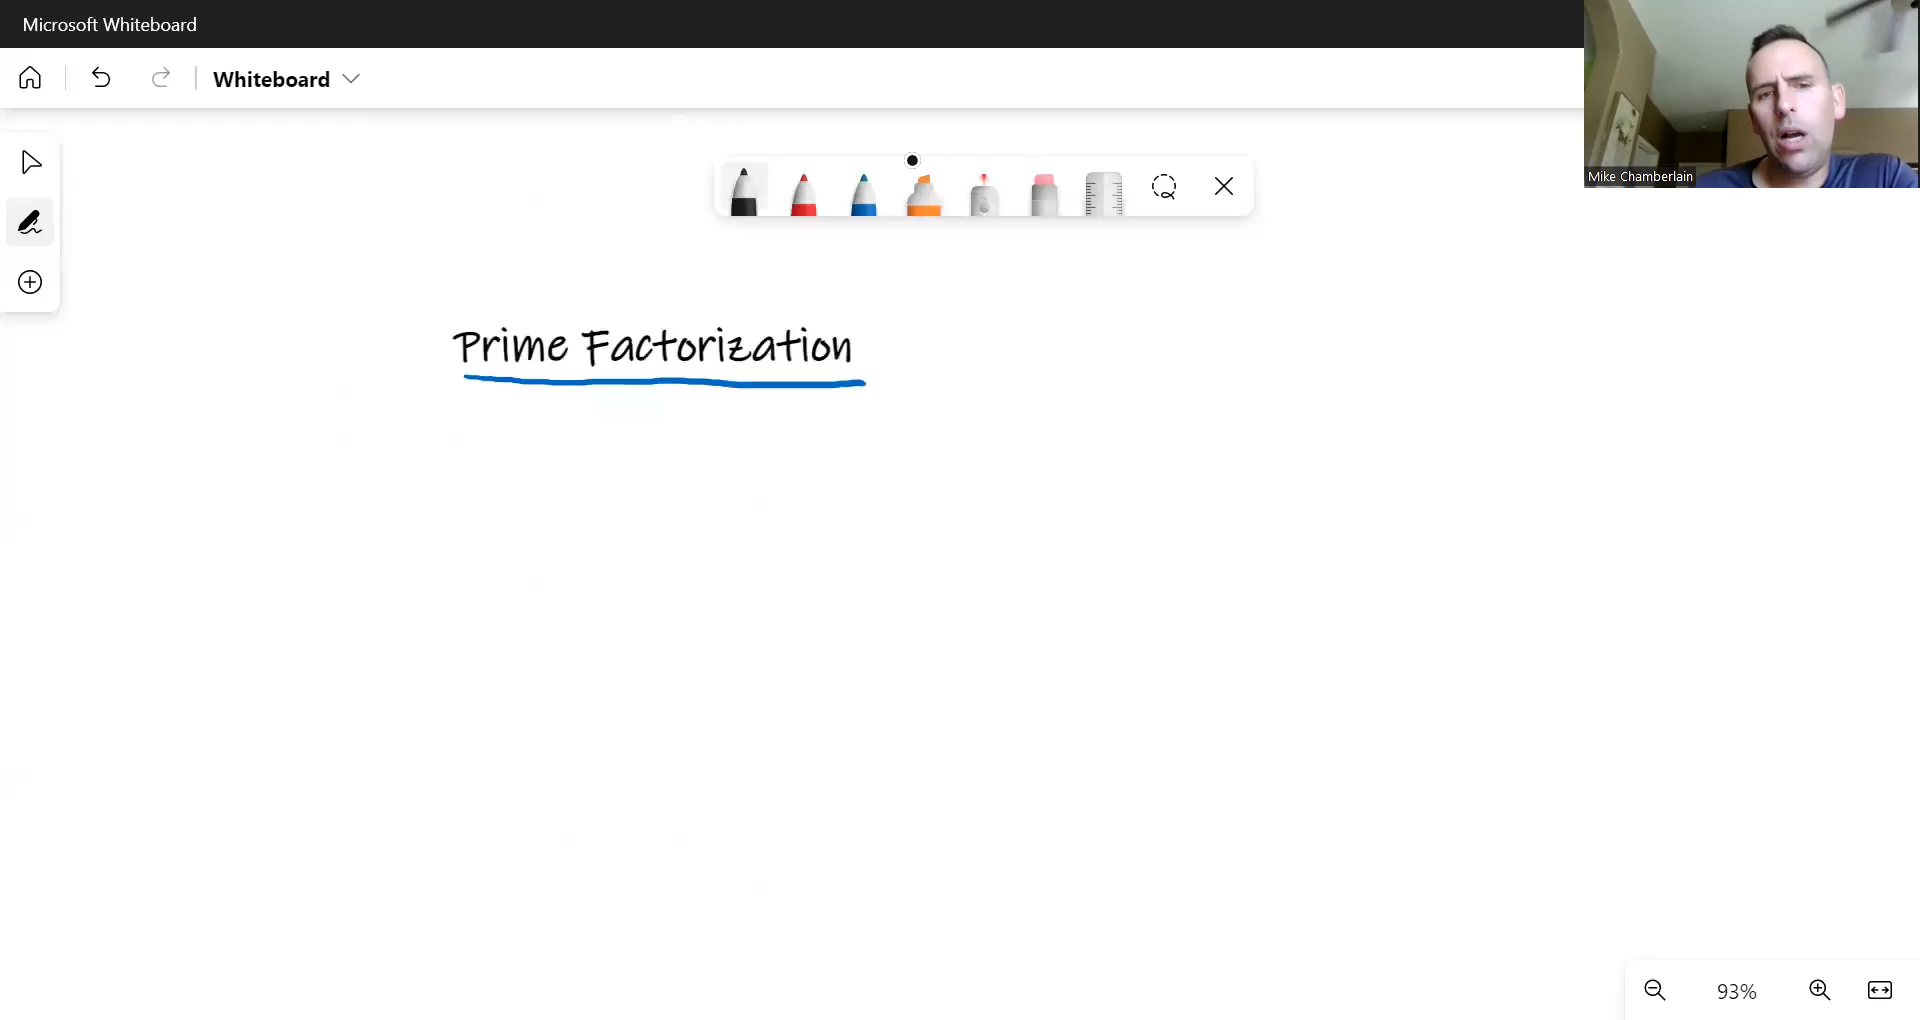 Microsoft Whiteboard
Whiteboard
Mike Chamberlain
Prime Factorization
93%